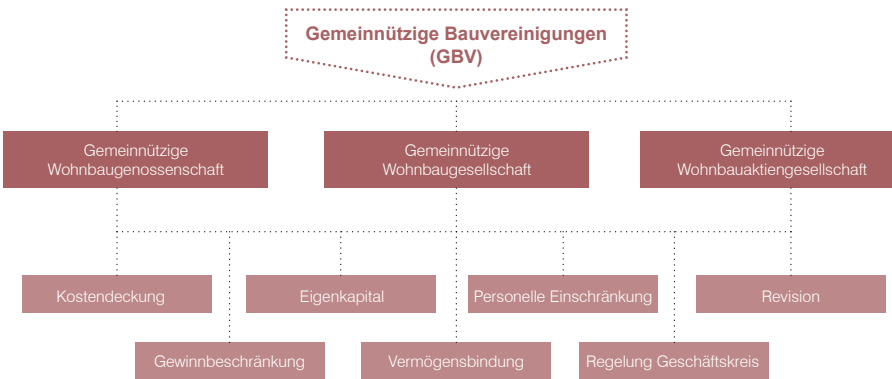 Gemeinnützige Bauvereinigungen
(GBV)
Gemeinnützige
Wohnbaugenossenschaft
Gemeinnützige
Wohnbaugesellschaft
Gemeinnützige
Wohnbauaktiengesellschaft
Kostendeckung
Eigenkapital
Personelle Einschränkung
Revision
Gewinnbeschränkung
Vermögensbindung
Regelung Geschäftskreis